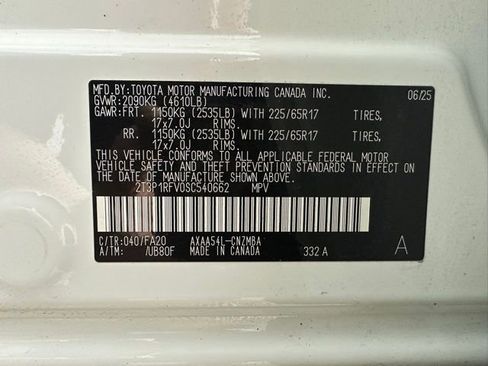 MFD.BY:TOYOTA MOTOR MANUFACTURING CANADA INC. 06/25
GVWR:2090KG (4610LB)
GAWR:FRT. 1150KG (2535LB) WITH 225/65R17 TIRES,
17x7.0J RIMS.
RR. 1150KG (2535LB) WITH 225/65R17 TIRES,
17x7.0J RIMS.
THIS VEHICLE CONFORMS TO ALL APPLICABLE FEDERAL MOTOR
VEHICLE SAFETY AND THEFT PREVENTION STANDARDS IN EFFECT ON
THE DATE OF MANUFACTURE SHOWN ABOVE.
2T3P1RFV0SC540662 MPV
C/TR:040/FA20 AXAA54L-CNZMBA
A/TM: /UB80F MADE IN CANADA 332 A A